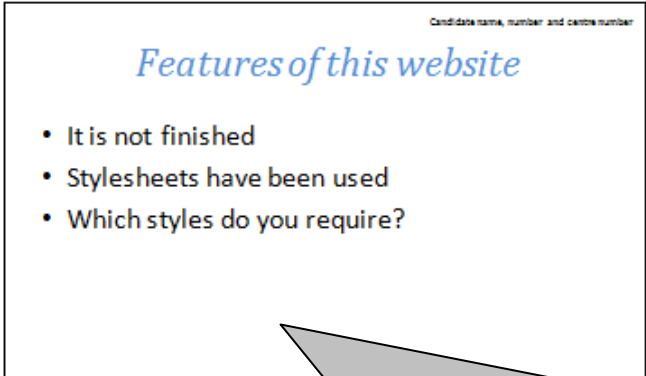 Candidate name, number and centre number
Features of this website
• It is not finished
• Stylesheets have been used
• Which styles do you require?